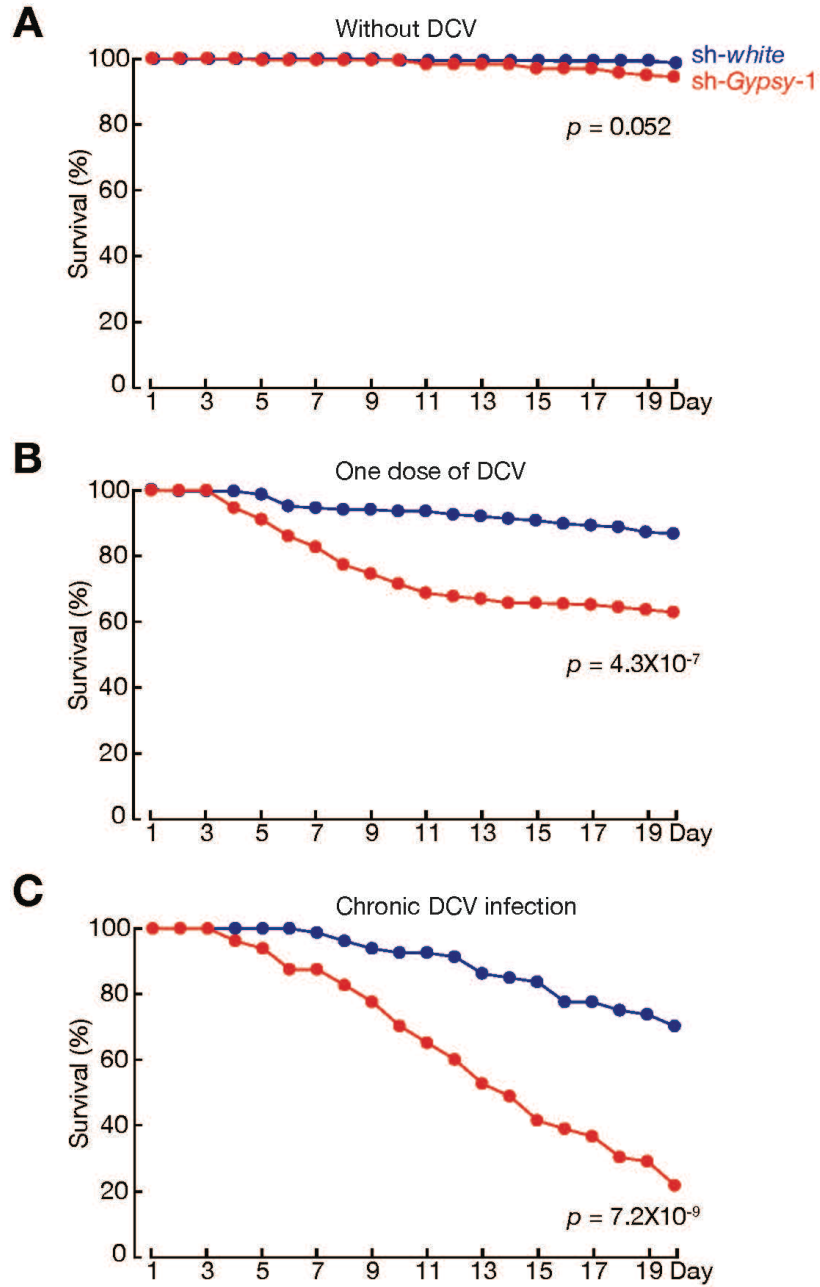 A
Without DCV
100
80
60
40
20
0
Survival (%)
sh-white
sh-Gypsy-1
p = 0.052
1 3 5 7 9 11 13 15 17 19 Day
B
One dose of DCV
100
80
60
40
20
0
Survival (%)
p = 4.3X10⁻⁷
1 3 5 7 9 11 13 15 17 19 Day
C
Chronic DCV infection
100
80
60
40
20
0
Survival (%)
p = 7.2X10⁻⁹
1 3 5 7 9 11 13 15 17 19 Day